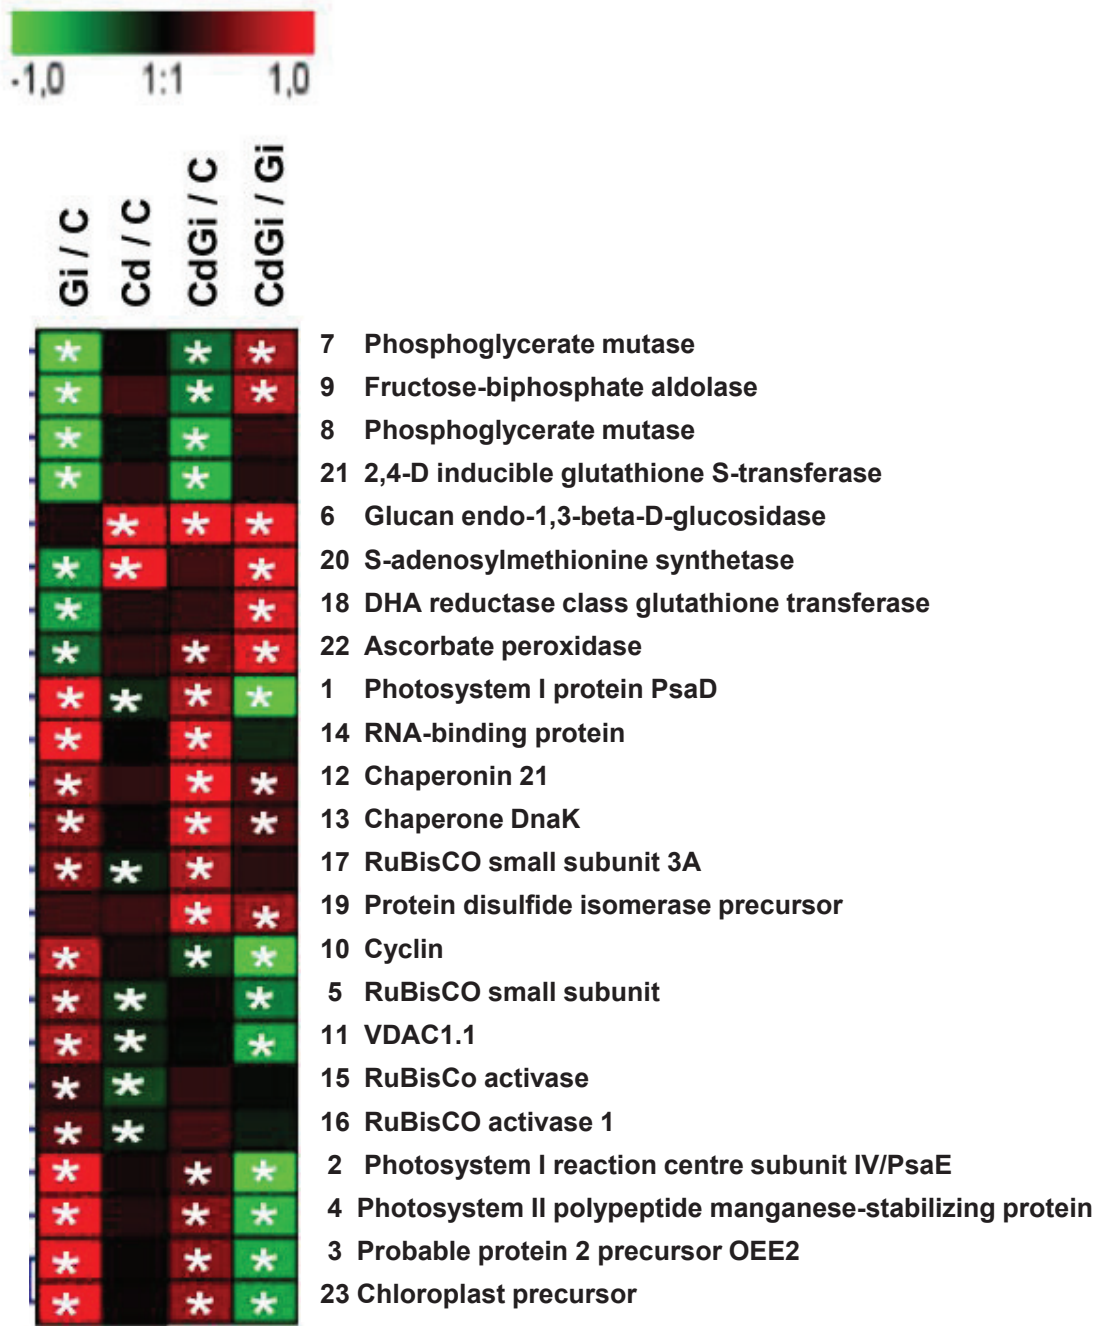 -1,0 1:1 1,0
Gi / C
Cd / C
CdGi / C
CdGi / Gi
* * * 7 Phosphoglycerate mutase
* * * 9 Fructose-biphosphate aldolase
* * 8 Phosphoglycerate mutase
* * 21 2,4-D inducible glutathione S-transferase
* * * 6 Glucan endo-1,3-beta-D-glucosidase
* * * 20 S-adenosylmethionine synthetase
* * 18 DHA reductase class glutathione transferase
* * * 22 Ascorbate peroxidase
* * * * 1 Photosystem I protein PsaD
* * 14 RNA-binding protein
* * * 12 Chaperonin 21
* * * 13 Chaperone DnaK
* * * 17 RuBisCO small subunit 3A
* * 19 Protein disulfide isomerase precursor
* * * 10 Cyclin
* * * 5 RuBisCO small subunit
* * * 11 VDAC1.1
* * 15 RuBisCo activase
* * 16 RuBisCO activase 1
* * * 2 Photosystem I reaction centre subunit IV/PsaE
* * * 4 Photosystem II polypeptide manganese-stabilizing protein
* * * 3 Probable protein 2 precursor OEE2
* * * 23 Chloroplast precursor